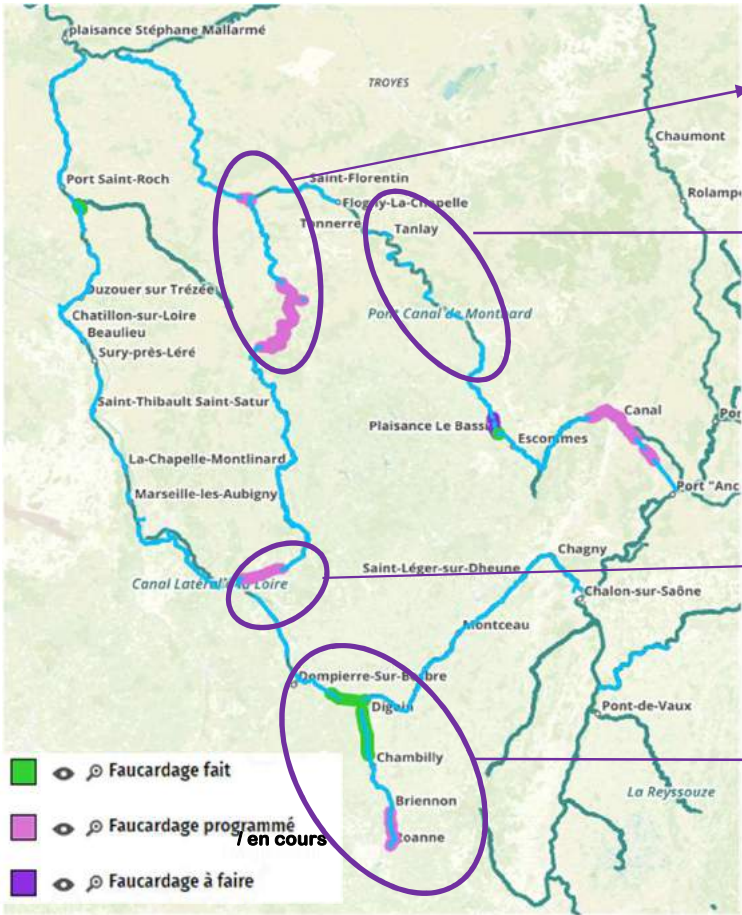 plaisance Stéphane Mallarmé
TROYES
Chaumont
Port Saint-Roch
Saint-Florentin
Rolamp
Flogny-La-Chapelle
Tonnerre
Tanlay
Ouzouer sur Trézée
Chatillon-sur-Loire
Pont Canal de Montbard
Beaulieu
Sury-près-Léré
Saint-Thibault Saint-Satur
Canal
Plaisance Le Bassi
Por
Escommes
La-Chapelle-Montlinard
Marseille-les-Aubigny
Port "Anc
Chagny
Saint-Léger-sur-Dheune
Canal Latéral à la Loire
Chalon-sur-Saône
Montceau
Dompierre-Sur-Besbre
Digoin
Pont-de-Vaux
Chambilly
Faucardage fait
La Reyssouze
Briennon
Faucardage programmé
/ en cours
Roanne
Faucardage à faire